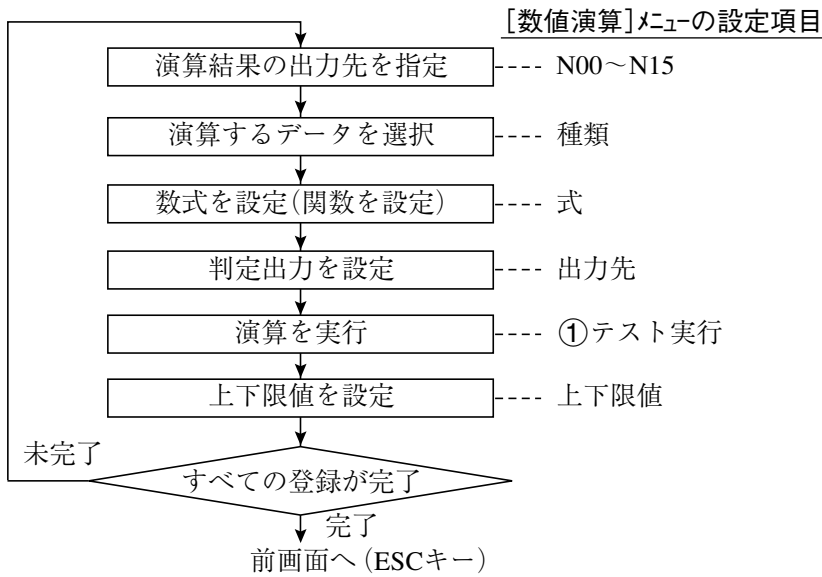 [数値演算]ﾒﾆｭｰの設定項目
演算結果の出力先を指定 ---- N00～N15
演算するデータを選択 ---- 種類
数式を設定(関数を設定) ---- 式
判定出力を設定 ---- 出力先
演算を実行 ---- ①テスト実行
上下限値を設定 ---- 上下限値
未完了
すべての登録が完了
完了
前画面へ(ESCキー)